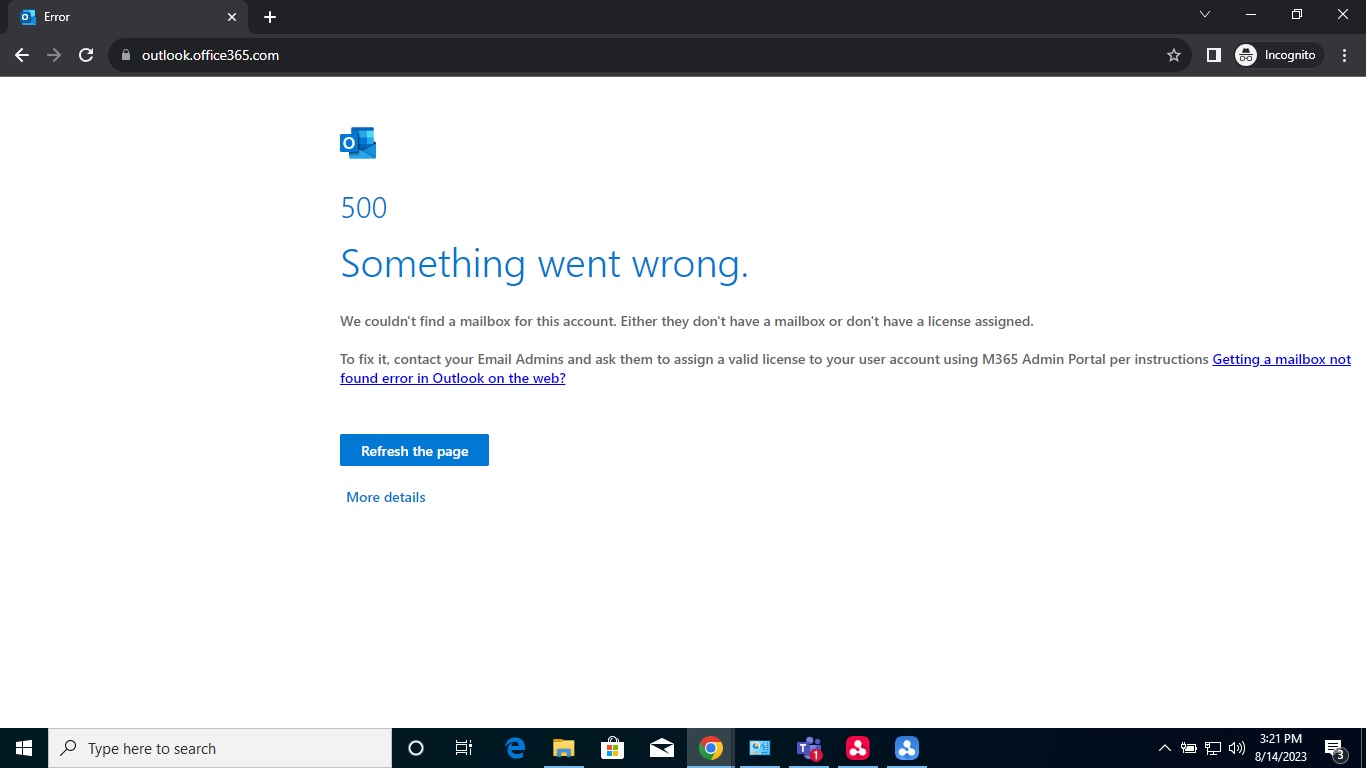 Error
outlook.office365.com
Incognito
500
Something went wrong.
We couldn't find a mailbox for this account. Either they don't have a mailbox or don't have a license assigned.
To fix it, contact your Email Admins and ask them to assign a valid license to your user account using M365 Admin Portal per instructions Getting a mailbox not
found error in Outlook on the web?
Refresh the page
More details
Type here to search
1
3:21 PM
8/14/2023
3